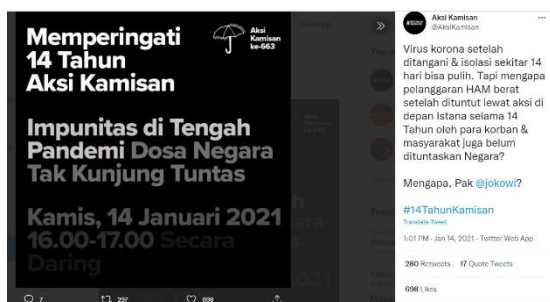 Memperingati
14 Tahun
Aksi Kamisan
Aksi
Kamisan
ke-663
Impunitas di Tengah
Pandemi Dosa Negara
Tak Kunjung Tuntas
Kamis, 14 Januari 2021
16.00-17.00 Secara
Daring
7 297 698
Aksi Kamisan
@AksiKamisan
Virus korona setelah
ditangani & isolasi sekitar 14
hari bisa pulih. Tapi mengapa
pelanggaran HAM berat
setelah dituntut lewat aksi di
depan Istana selama 14
Tahun oleh para korban &
masyarakat juga belum
dituntaskan Negara?
Mengapa, Pak @jokowi?
#14TahunKamisan
Translate Tweet
1:01 PM · Jan 14, 2021 · Twitter Web App
280 Retweets 17 Quote Tweets
698 Likes